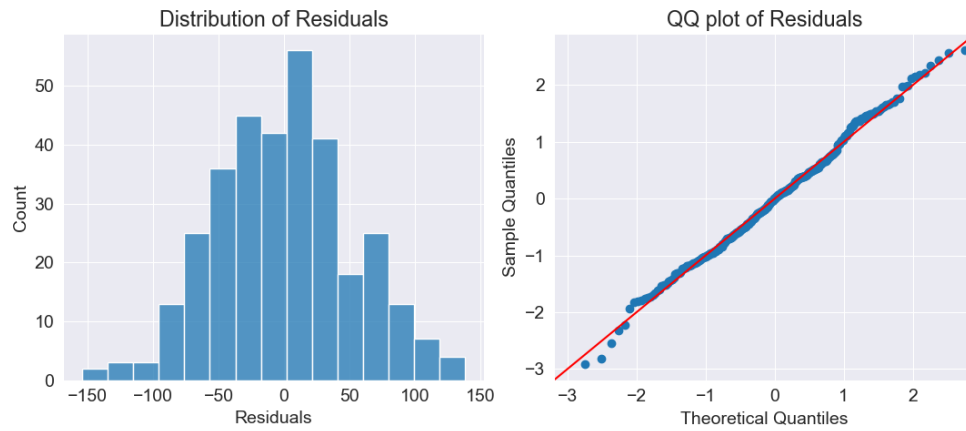 Distribution of Residuals
Count
50
40
30
20
10
0
−150 −100 −50 0 50 100 150
Residuals
QQ plot of Residuals
Sample Quantiles
2
1
0
−1
−2
−3
−3 −2 −1 0 1 2
Theoretical Quantiles